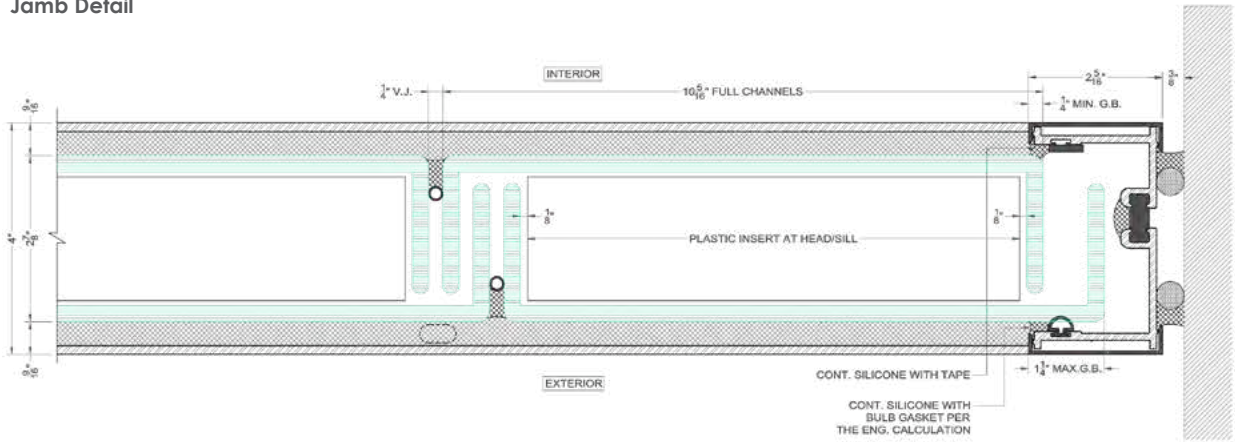 Jamb Detail
INTERIOR
1/4" V.J.
10 5/16" FULL CHANNELS
2 5/16"
3/8"
1/4" MIN. G.B.
9/16"
4"
2 7/8"
9/16"
1/8"
1/8"
PLASTIC INSERT AT HEAD/SILL
EXTERIOR
CONT. SILICONE WITH TAPE
1 1/4" MAX.G.B.
CONT. SILICONE WITH
BULB GASKET PER
THE ENG. CALCULATION